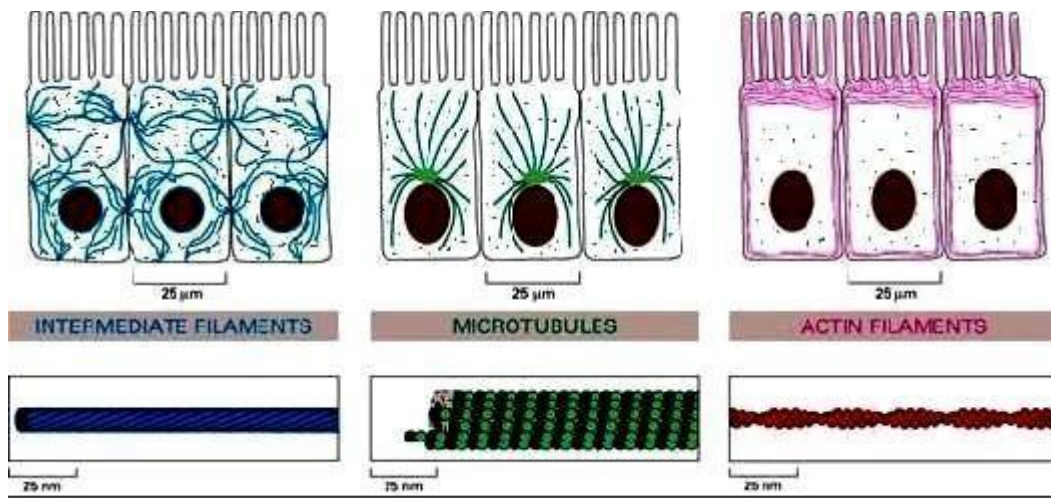 25 µm
25 µm
25 µm
INTERMEDIATE FILAMENTS
MICROTUBULES
ACTIN FILAMENTS
25 nm
25 nm
25 nm